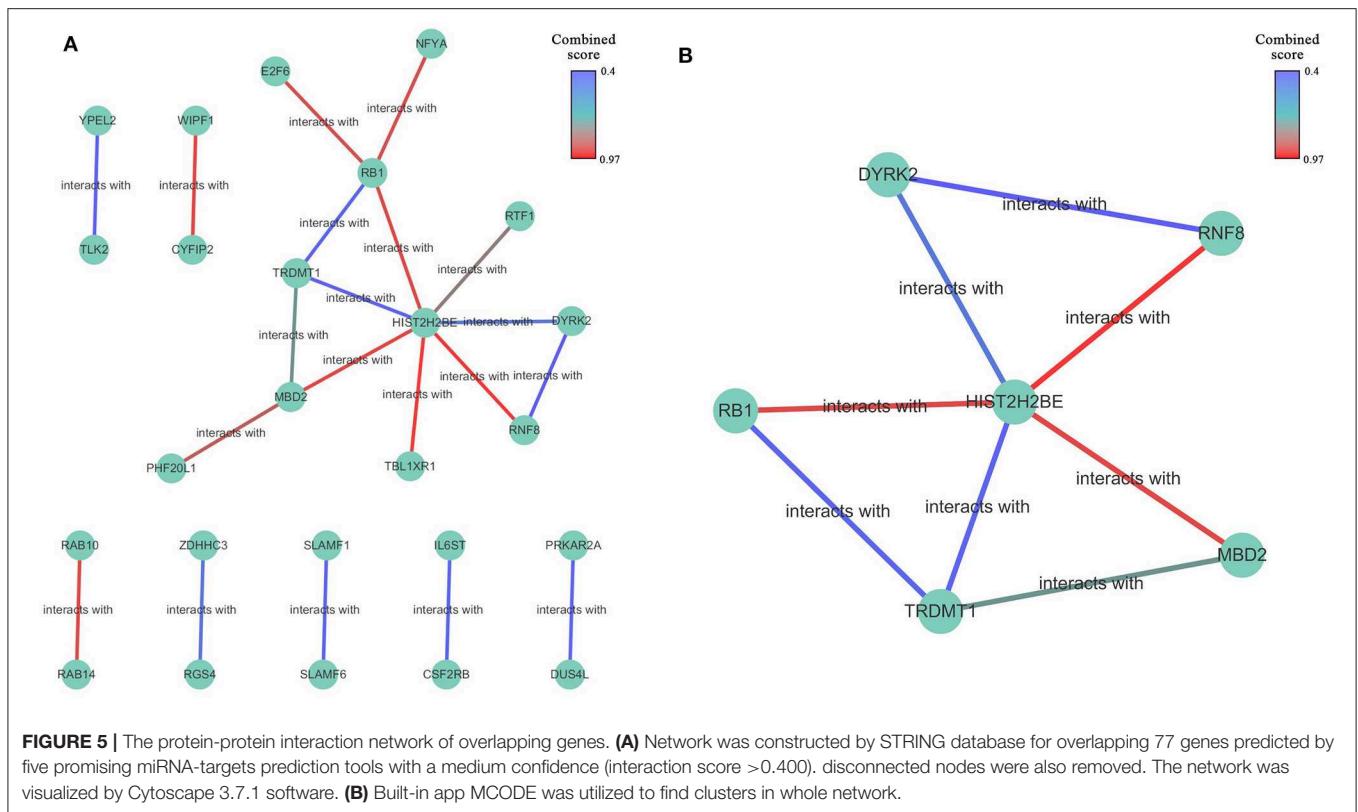 A
Combined
score
0.4
0.97
NFYA
E2F6
interacts with
interacts with
YPEL2
WIPF1
interacts with
interacts with
TLK2
CYFIP2
RB1
interacts with
interacts with
RTF1
TRDMT1
interacts with
interacts with
HIST2H2BE
interacts with
DYRK2
interacts with
interacts with
interacts with
interacts with
MBD2
interacts with
RNF8
interacts with
PHF20L1
TBL1XR1
RAB10
ZDHHC3
SLAMF1
IL6ST
PRKAR2A
interacts with
interacts with
interacts with
interacts with
interacts with
RAB14
RGS4
SLAMF6
CSF2RB
DUS4L
B
Combined
score
0.4
0.97
DYRK2
interacts with
RNF8
interacts with
interacts with
RB1
interacts with
HIST2H2BE
interacts with
interacts with
interacts with
MBD2
interacts with
TRDMT1
FIGURE 5 | The protein-protein interaction network of overlapping genes. (A) Network was constructed by STRING database for overlapping 77 genes predicted by
five promising miRNA-targets prediction tools with a medium confidence (interaction score >0.400). disconnected nodes were also removed. The network was
visualized by Cytoscape 3.7.1 software. (B) Built-in app MCODE was utilized to find clusters in whole network.